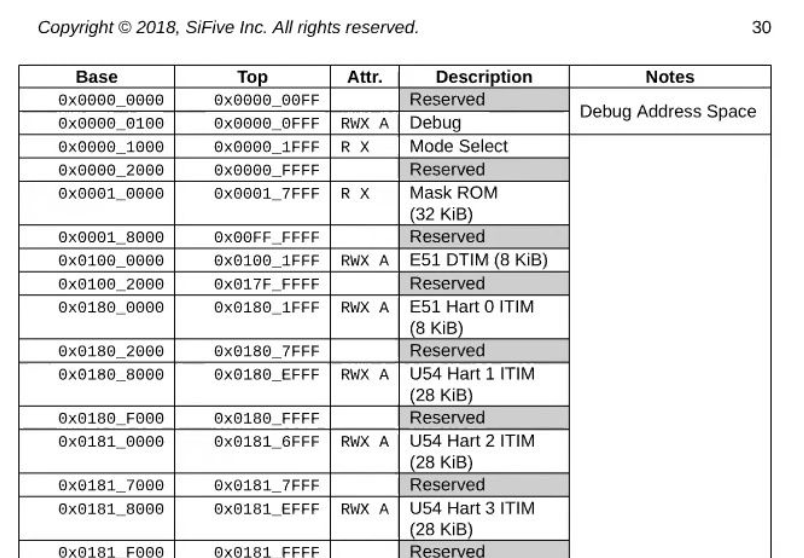 Copyright © 2018, SiFive Inc. All rights reserved. 30
Base Top Attr. Description Notes
0x0000_0000 0x0000_00FF Reserved Debug Address Space
0x0000_0100 0x0000_0FFF RWX A Debug
0x0000_1000 0x0000_1FFF R X Mode Select
0x0000_2000 0x0000_FFFF Reserved
0x0001_0000 0x0001_7FFF R X Mask ROM
(32 KiB)
0x0001_8000 0x00FF_FFFF Reserved
0x0100_0000 0x0100_1FFF RWX A E51 DTIM (8 KiB)
0x0100_2000 0x017F_FFFF Reserved
0x0180_0000 0x0180_1FFF RWX A E51 Hart 0 ITIM
(8 KiB)
0x0180_2000 0x0180_7FFF Reserved
0x0180_8000 0x0180_EFFF RWX A U54 Hart 1 ITIM
(28 KiB)
0x0180_F000 0x0180_FFFF Reserved
0x0181_0000 0x0181_6FFF RWX A U54 Hart 2 ITIM
(28 KiB)
0x0181_7000 0x0181_7FFF Reserved
0x0181_8000 0x0181_EFFF RWX A U54 Hart 3 ITIM
(28 KiB)
0x0181_F000 0x0181_FFFF Reserved